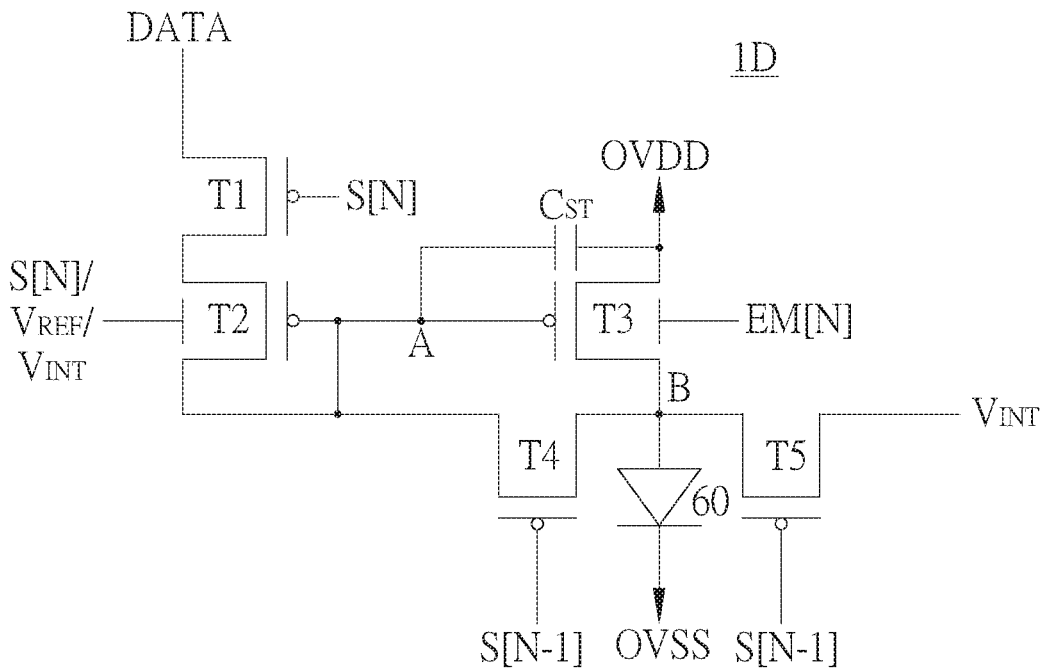 DATA
1D
OVDD
CST
T1
S[N]
S[N]/
VREF/
VINT
T2
A
T3
EM[N]
B
VINT
T4
T5
60
S[N-1]
OVSS
S[N-1]